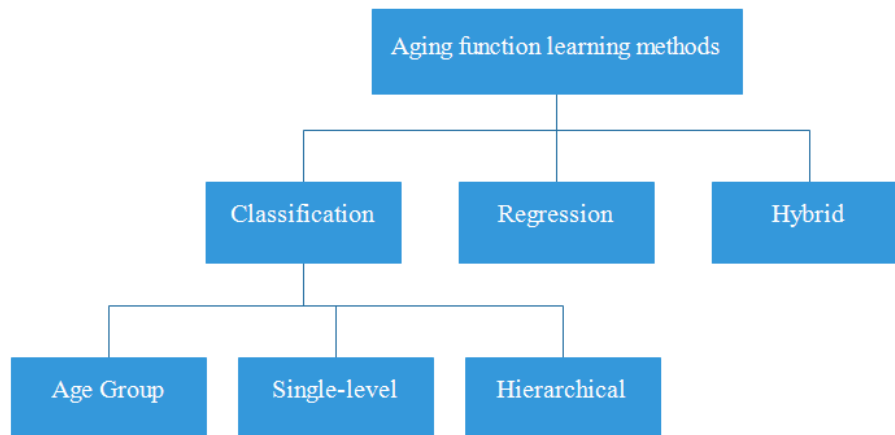 Aging function learning methods
Classification
Regression
Hybrid
Age Group
Single-level
Hierarchical